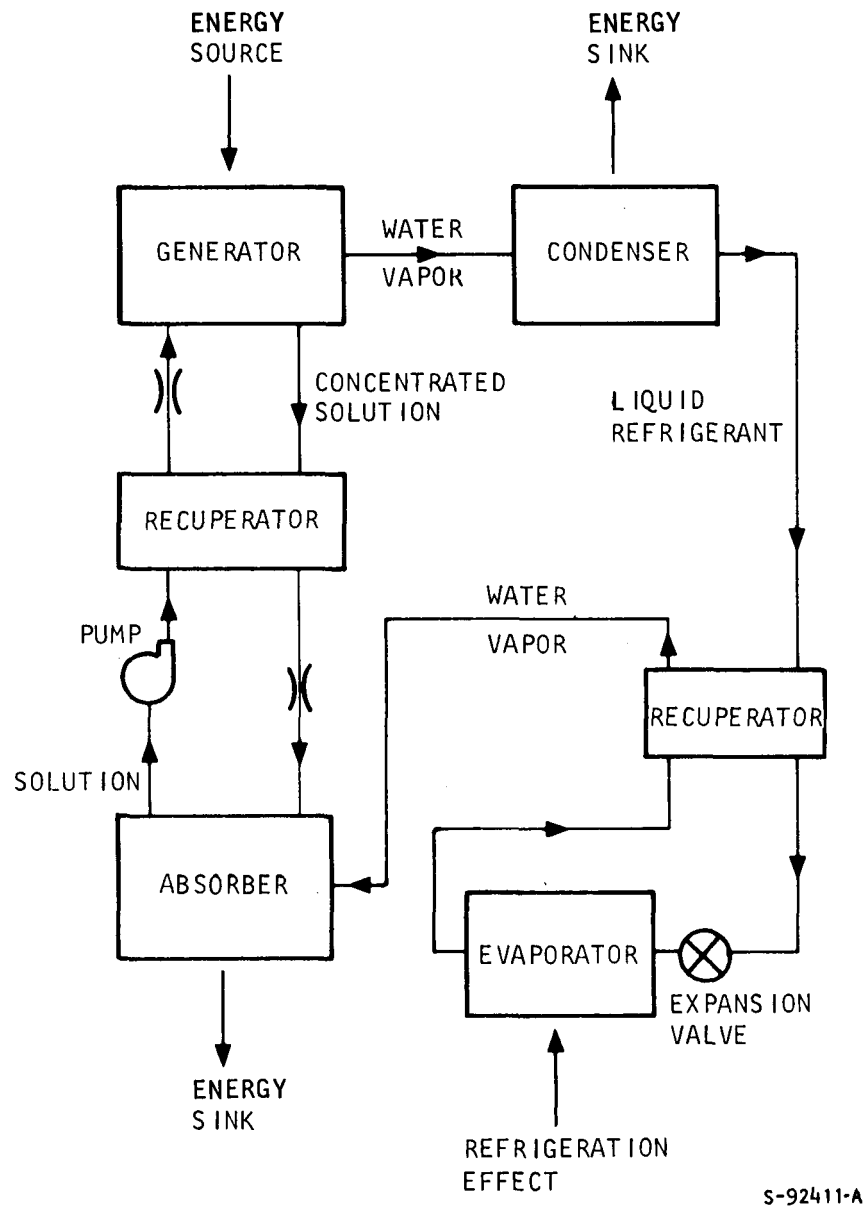 ENERGY
SOURCE
ENERGY
SINK
GENERATOR
WATER
VAPOR
CONDENSER
CONCENTRATED
SOLUTION
LIQUID
REFRIGERANT
RECUPERATOR
WATER
VAPOR
PUMP
RECUPERATOR
SOLUTION
ABSORBER
EVAPORATOR
EXPANSION
VALVE
ENERGY
SINK
REFRIGERATION
EFFECT
S-92411-A